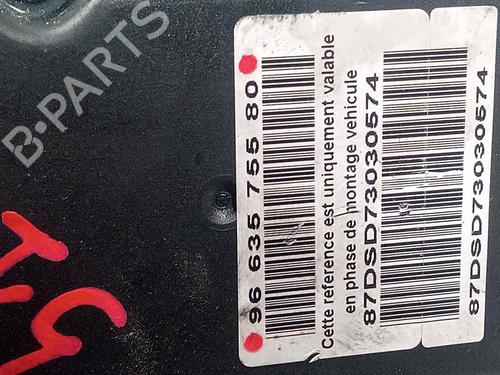 B-PARTS
96 635 755 80
Cette reference est uniquement valable
en phase de montage vehicule
87DSD73030574
87DSD73030574